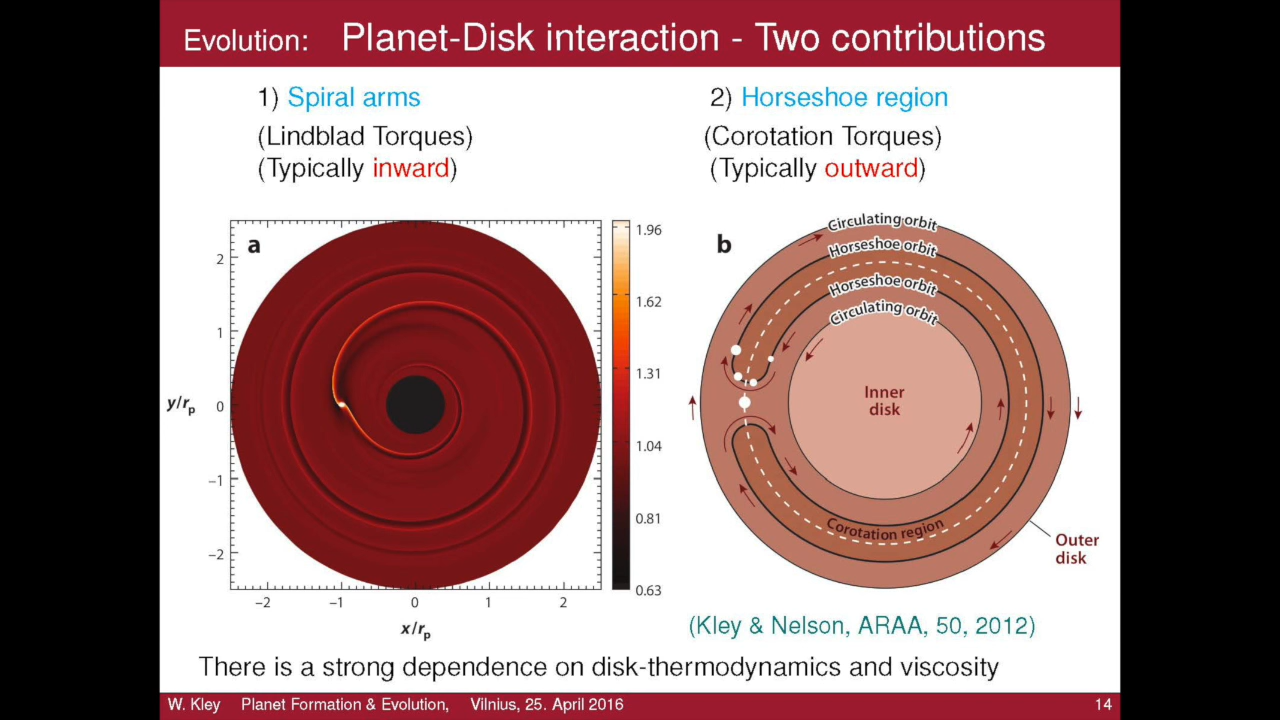 Evolution: Planet-Disk interaction - Two contributions
1) Spiral arms
(Lindblad Torques)
(Typically inward)
2) Horseshoe region
(Corotation Torques)
(Typically outward)
a
y/rp
2
1
0
−1
−2
−2 −1 0 1 2
x/rp
1.96
1.62
1.31
1.04
0.81
0.63
b
Circulating orbit
Horseshoe orbit
Horseshoe orbit
Circulating orbit
Inner
disk
Corotation region
Outer
disk
(Kley & Nelson, ARAA, 50, 2012)
There is a strong dependence on disk-thermodynamics and viscosity
W. Kley Planet Formation & Evolution, Vilnius, 25. April 2016 14